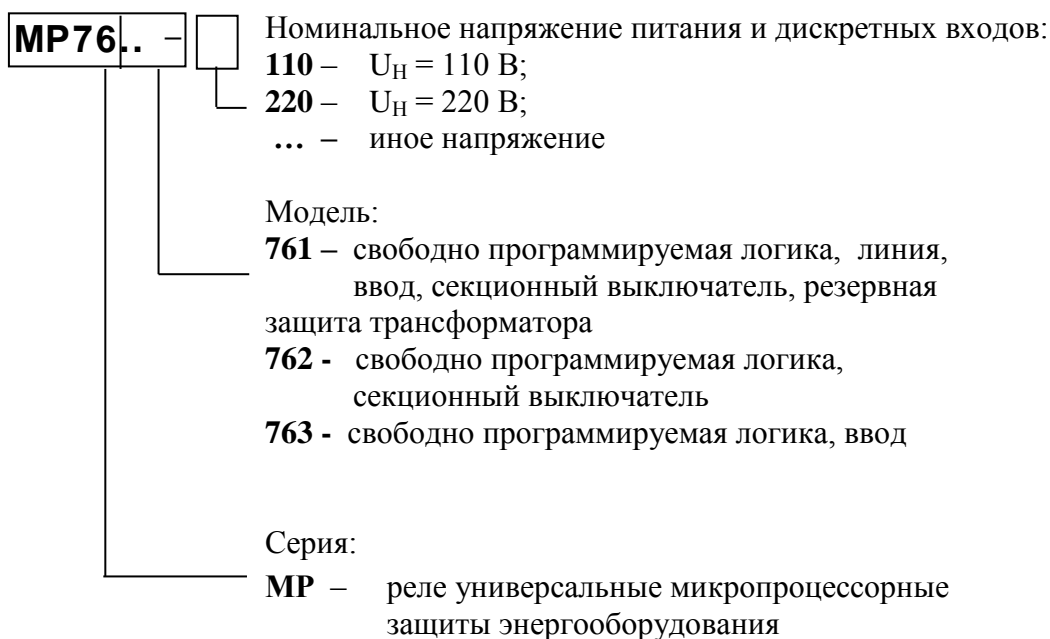 МР76.. –
Номинальное напряжение питания и дискретных входов:
110 – UН = 110 В;
220 – UН = 220 В;
... – иное напряжение
Модель:
761 – свободно программируемая логика, линия,
ввод, секционный выключатель, резервная
защита трансформатора
762 - свободно программируемая логика,
секционный выключатель
763 - свободно программируемая логика, ввод
Серия:
МР – реле универсальные микропроцессорные
защиты энергооборудования